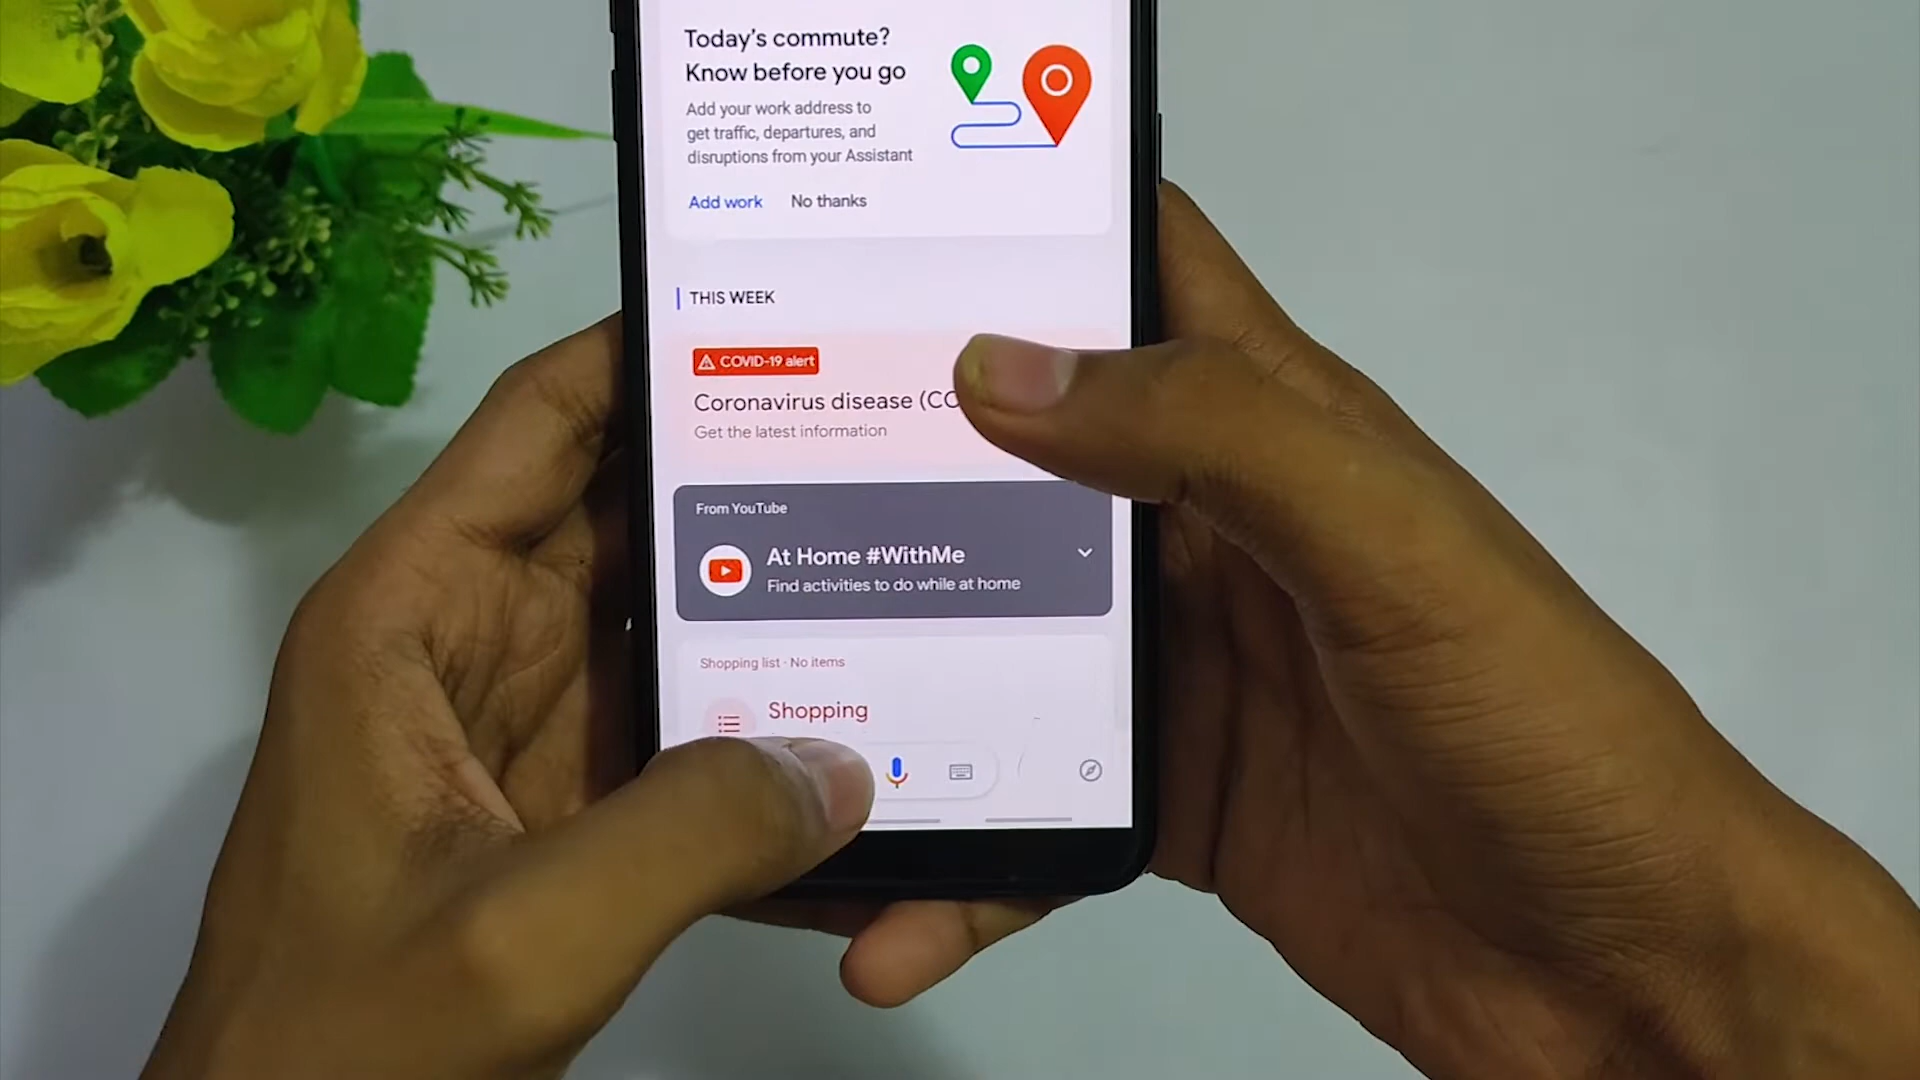 Today's commute?
Know before you go
Add your work address to
get traffic, departures, and
disruptions from your Assistant
Add work No thanks
THIS WEEK
COVID-19 alert
Coronavirus disease (CO
Get the latest information
From YouTube
At Home #WithMe
Find activities to do while at home
Shopping list · No items
Shopping